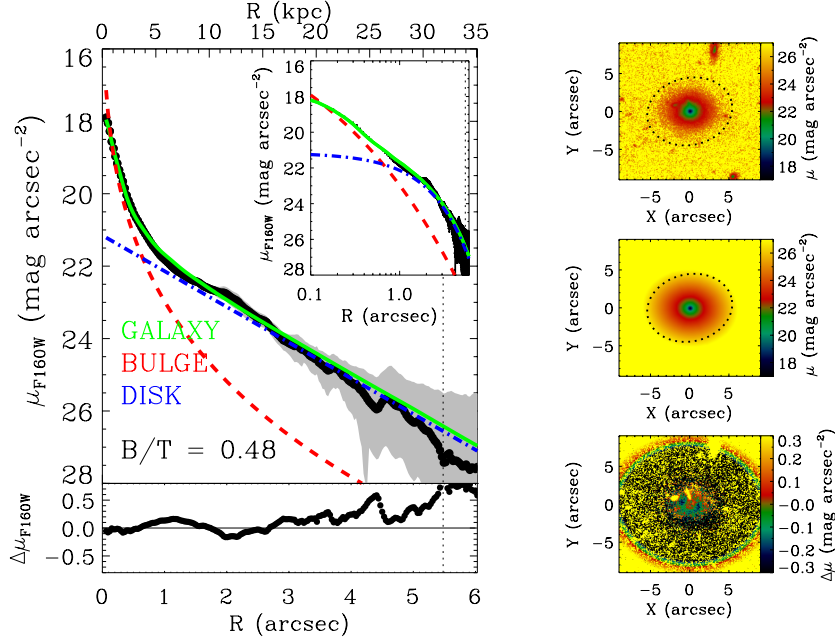 R (kpc)
0 5 10 15 20 25 30 35
μF160W (mag arcsec−2)
18
20
22
24
26
28
GALAXY
BULGE
DISK
B/T = 0.48
μF160W (mag arcsec−2)
16
18
20
22
24
26
28
0.1 1.0
R (arcsec)
ΔμF160W
0.5
0.0
−0.5
0 1 2 3 4 5 6
R (arcsec)
Y (arcsec)
5
0
−5
−5 0 5
X (arcsec)
26
24
22
20
18
μ (mag arcsec−2)
Y (arcsec)
5
0
−5
−5 0 5
X (arcsec)
26
24
22
20
18
μ (mag arcsec−2)
Y (arcsec)
5
0
−5
−5 0 5
X (arcsec)
0.3
0.2
0.1
−0.0
−0.1
−0.2
−0.3
Δμ (mag arcsec−2)